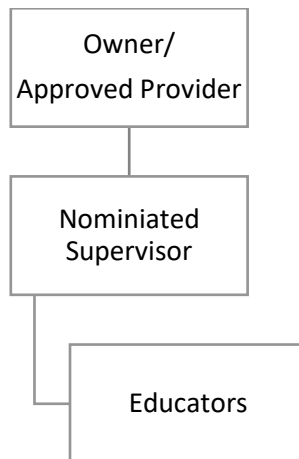 Owner/
Approved Provider
Nominiated
Supervisor
Educators